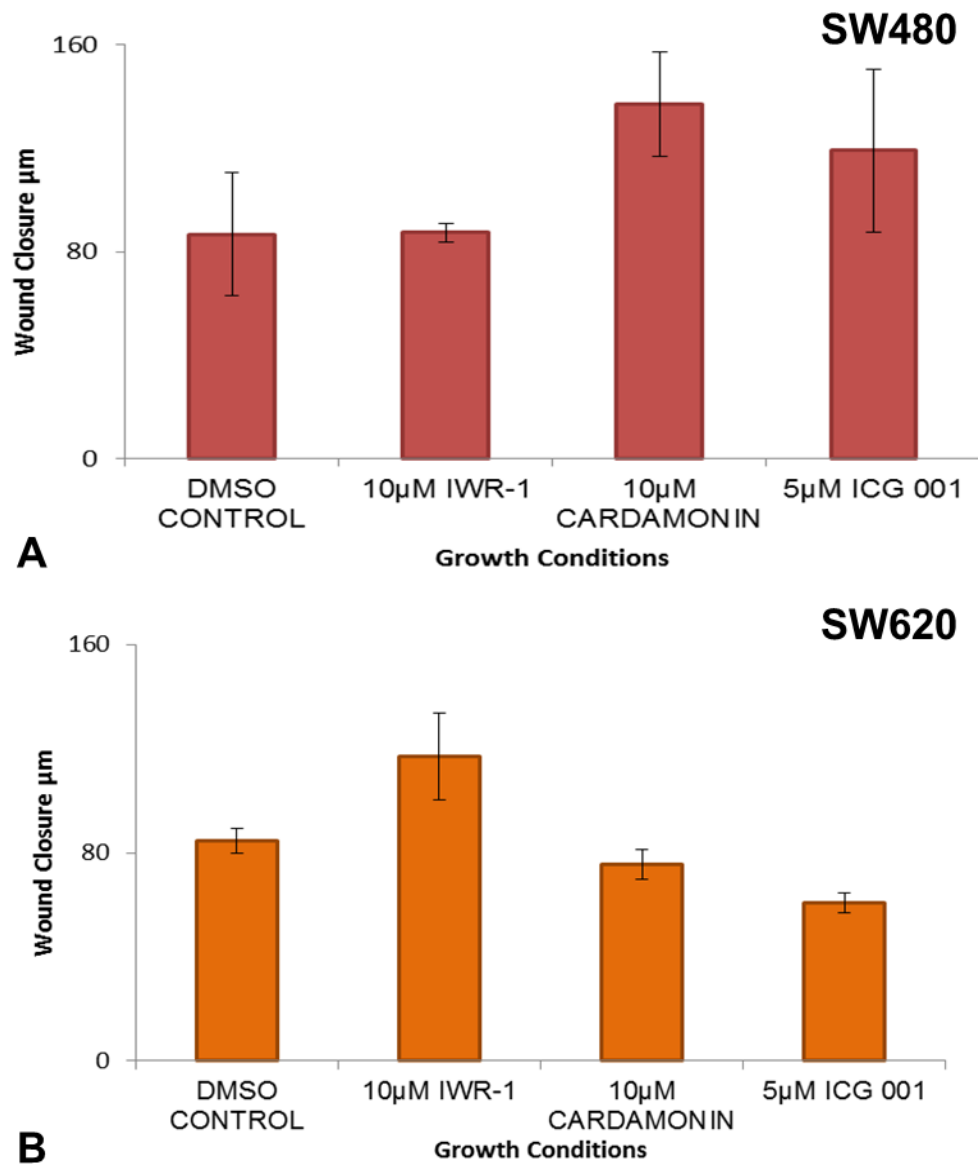 SW480
160
80
0
Wound Closure µm
DMSO
CONTROL
10µM IWR-1
10µM
CARDAMONIN
5µM ICG 001
Growth Conditions
A
SW620
160
80
0
Wound Closure µm
DMSO
CONTROL
10µM IWR-1
10µM
CARDAMONIN
5µM ICG 001
Growth Conditions
B